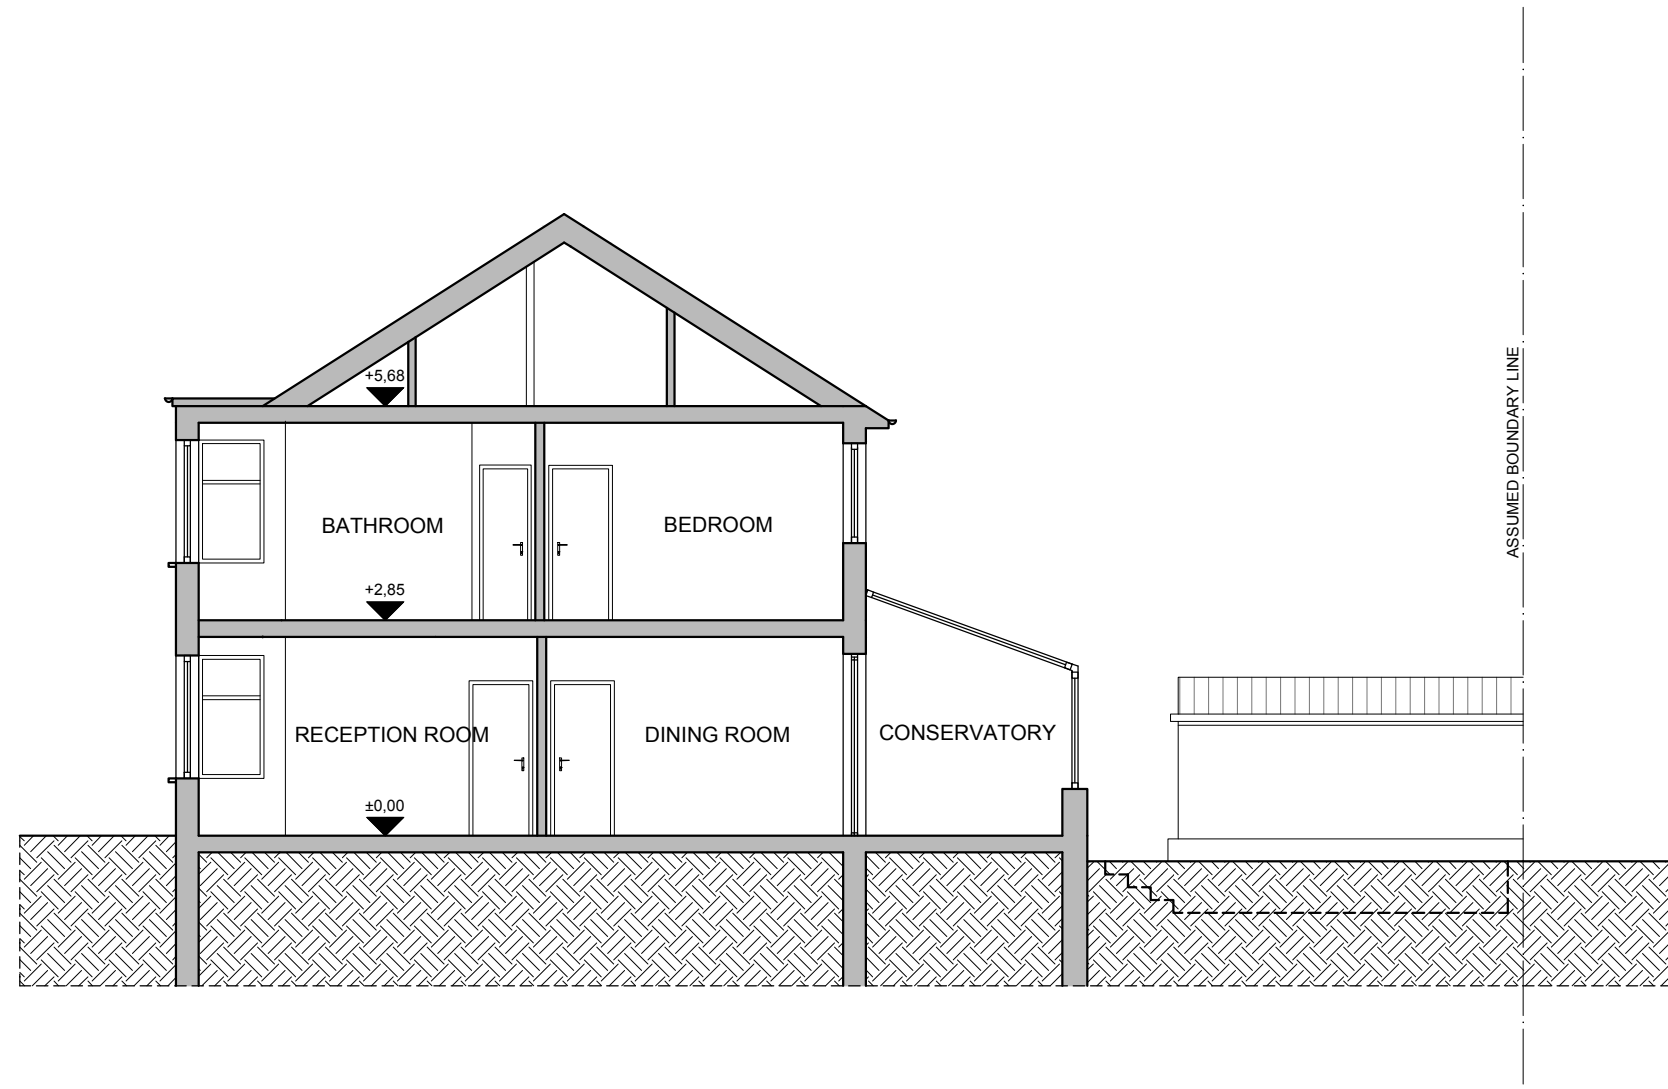 +5,68
ASSUMED BOUNDARY LINE
BATHROOM
BEDROOM
+2,85
RECEPTION ROOM
DINING ROOM
CONSERVATORY
±0,00